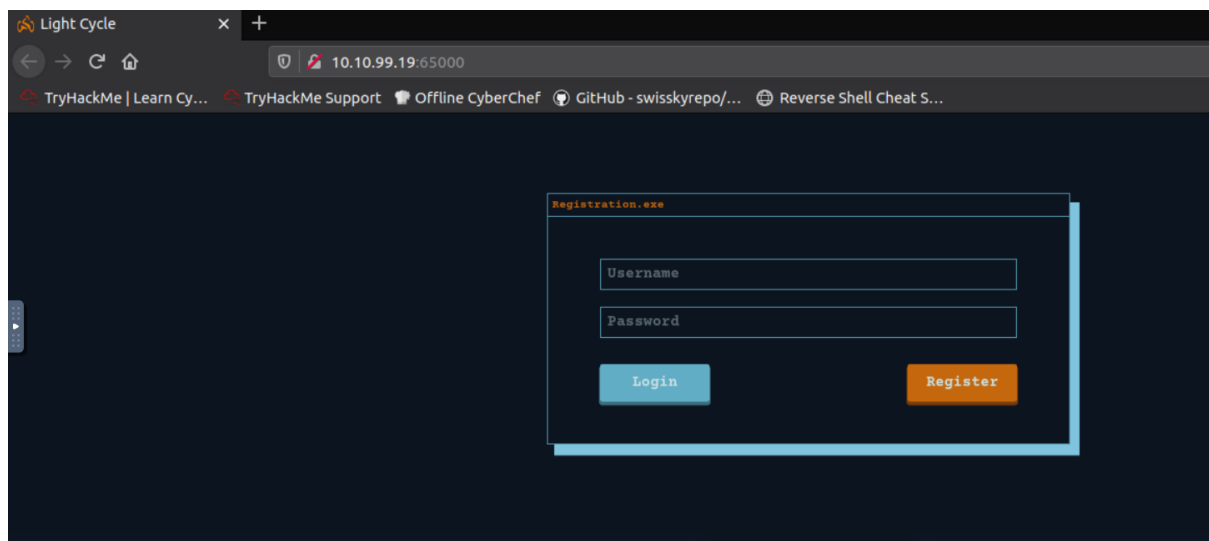 Light Cycle
10.10.99.19:65000
TryHackMe | Learn Cy... TryHackMe Support Offline CyberChef GitHub - swisskyrepo/... Reverse Shell Cheat S...
Registration.exe
Username
Password
Login Register